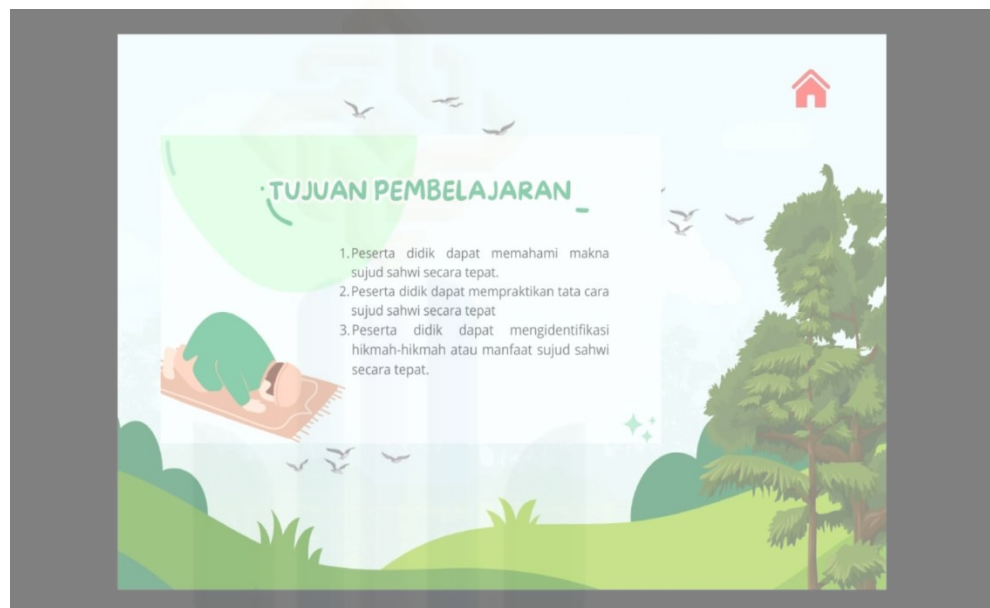 TUJUAN PEMBELAJARAN
1. Peserta didik dapat memahami makna
sujud sahwi secara tepat.
2. Peserta didik dapat mempraktikan tata cara
sujud sahwi secara tepat
3. Peserta didik dapat mengidentifikasi
hikmah-hikmah atau manfaat sujud sahwi
secara tepat.